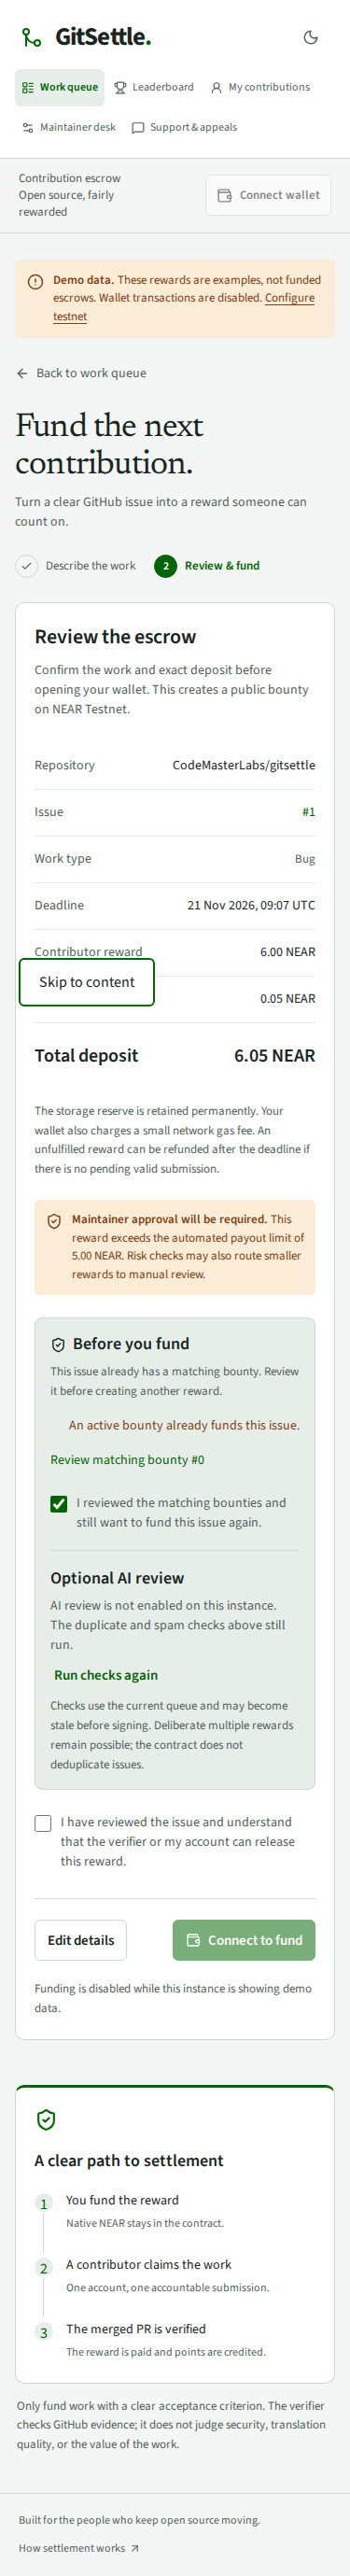 GitSettle.
Work queue
Leaderboard
My contributions
Maintainer desk
Support & appeals
Contribution escrow
Open source, fairly
rewarded
Connect wallet
Demo data. These rewards are examples, not funded
escrows. Wallet transactions are disabled. Configure
testnet
Back to work queue
Fund the next
contribution.
Turn a clear GitHub issue into a reward someone can
count on.
Describe the work
2 Review & fund
Review the escrow
Confirm the work and exact deposit before
opening your wallet. This creates a public bounty
on NEAR Testnet.
Repository CodeMasterLabs/gitsettle
Issue #1
Work type Bug
Deadline 21 Nov 2026, 09:07 UTC
Contributor reward 6.00 NEAR
Skip to content
0.05 NEAR
Total deposit 6.05 NEAR
The storage reserve is retained permanently. Your
wallet also charges a small network gas fee. An
unfulfilled reward can be refunded after the deadline if
there is no pending valid submission.
Maintainer approval will be required. This
reward exceeds the automated payout limit of
5.00 NEAR. Risk checks may also route smaller
rewards to manual review.
Before you fund
This issue already has a matching bounty. Review
it before creating another reward.
An active bounty already funds this issue.
Review matching bounty #0
I reviewed the matching bounties and
still want to fund this issue again.
Optional AI review
AI review is not enabled on this instance.
The duplicate and spam checks above still
run.
Run checks again
Checks use the current queue and may become
stale before signing. Deliberate multiple rewards
remain possible; the contract does not
deduplicate issues.
I have reviewed the issue and understand
that the verifier or my account can release
this reward.
Edit details
Connect to fund
Funding is disabled while this instance is showing demo
data.
A clear path to settlement
1 You fund the reward
Native NEAR stays in the contract.
2 A contributor claims the work
One account, one accountable submission.
3 The merged PR is verified
The reward is paid and points are credited.
Only fund work with a clear acceptance criterion. The verifier
checks GitHub evidence; it does not judge security, translation
quality, or the value of the work.
Built for the people who keep open source moving.
How settlement works